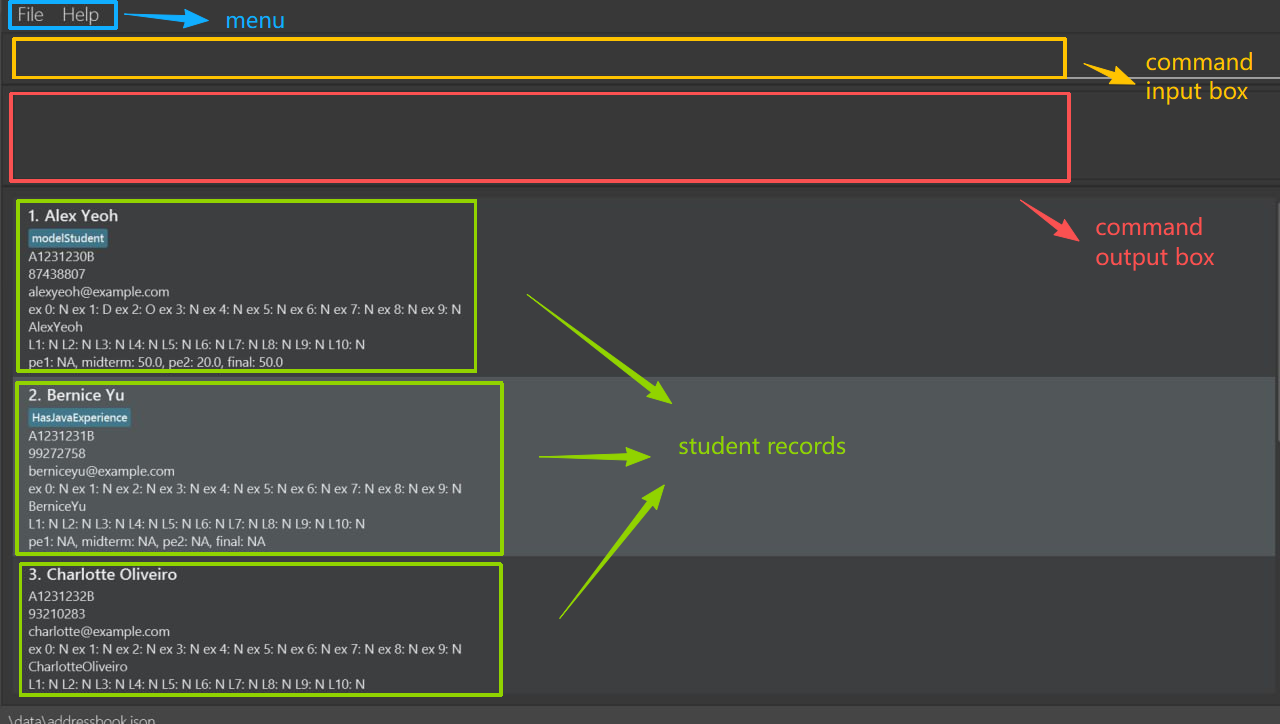 File Help
menu
command
input box
command
output box
1. Alex Yeoh
modelStudent
A1231230B
87438807
alexyeoh@example.com
ex 0: N ex 1: D ex 2: O ex 3: N ex 4: N ex 5: N ex 6: N ex 7: N ex 8: N ex 9: N
AlexYeoh
L1: N L2: N L3: N L4: N L5: N L6: N L7: N L8: N L9: N L10: N
pe1: NA, midterm: 50.0, pe2: 20.0, final: 50.0
2. Bernice Yu
HasJavaExperience
A1231231B
99272758
berniceyu@example.com
ex 0: N ex 1: N ex 2: N ex 3: N ex 4: N ex 5: N ex 6: N ex 7: N ex 8: N ex 9: N
BerniceYu
L1: N L2: N L3: N L4: N L5: N L6: N L7: N L8: N L9: N L10: N
pe1: NA, midterm: NA, pe2: NA, final: NA
student records
3. Charlotte Oliveiro
A1231232B
93210283
charlotte@example.com
ex 0: N ex 1: N ex 2: N ex 3: N ex 4: N ex 5: N ex 6: N ex 7: N ex 8: N ex 9: N
CharlotteOliveiro
L1: N L2: N L3: N L4: N L5: N L6: N L7: N L8: N L9: N L10: N
.\data\addressbook.json